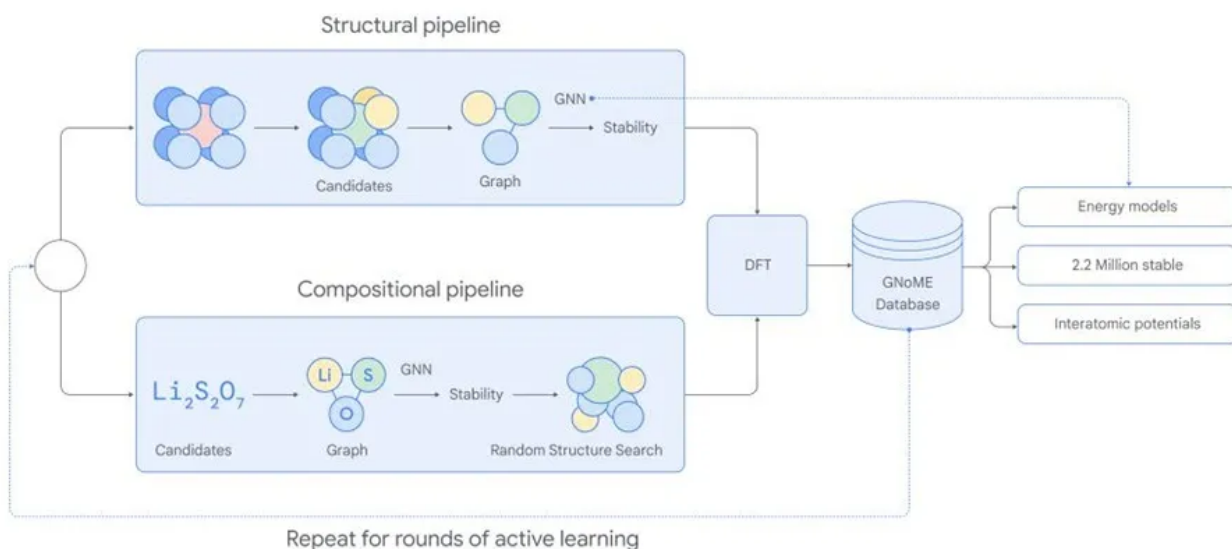 Structural pipeline
GNN
Stability
Candidates
Graph
Energy models
DFT
2.2 Million stable
GNoME
Database
Compositional pipeline
Interatomic potentials
Li₂S₂O₇
Li
S
O
GNN
Stability
Candidates
Graph
Random Structure Search
Repeat for rounds of active learning